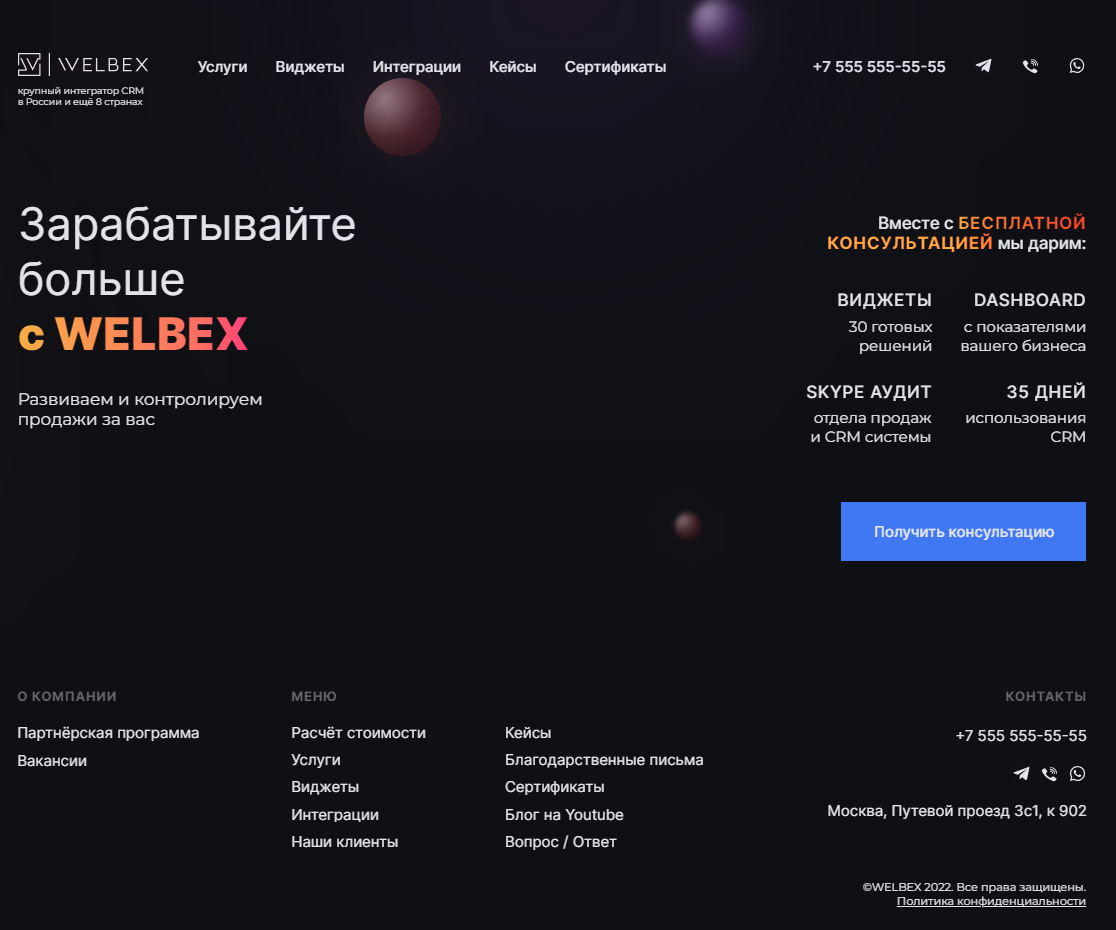 WELBEX
крупный интегратор CRM
в России и ещё 8 странах
Услуги Виджеты Интеграции Кейсы Сертификаты
+7 555 555-55-55
Зарабатывайте
больше
с WELBEX
Развиваем и контролируем
продажи за вас
Вместе с БЕСПЛАТНОЙ
КОНСУЛЬТАЦИЕЙ мы дарим:
ВИДЖЕТЫ
30 готовых
решений
DASHBOARD
с показателями
вашего бизнеса
SKYPE АУДИТ
отдела продаж
и CRM системы
35 ДНЕЙ
использования
CRM
Получить консультацию
О КОМПАНИИ
Партнёрская программа
Вакансии
МЕНЮ
Расчёт стоимости
Услуги
Виджеты
Интеграции
Наши клиенты
Кейсы
Благодарственные письма
Сертификаты
Блог на Youtube
Вопрос / Ответ
КОНТАКТЫ
+7 555 555-55-55
Москва, Путевой проезд 3с1, к 902
©WELBEX 2022. Все права защищены.
Политика конфиденциальности